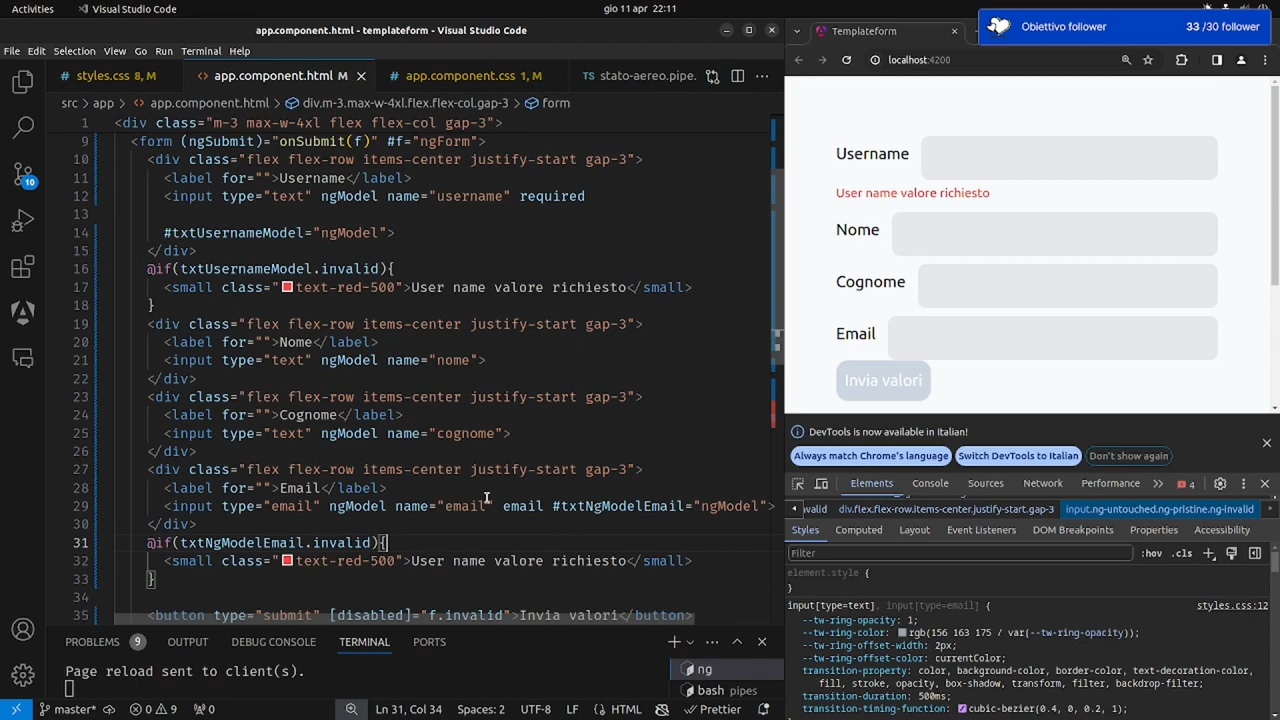 Activities
Visual Studio Code
gio 11 apr 22:11
app.component.html - templateform - Visual Studio Code
File Edit Selection View Go Run Terminal Help
styles.css 8, M
app.component.html M
app.component.css 1, M
TS stato-aereo.pipe.
src > app > app.component.html > div.m-3.max-w-4xl.flex.flex-col.gap-3 > form
1 <div class="m-3 max-w-4xl flex flex-col gap-3">
9 <form (ngSubmit)="onSubmit(f)" #f="ngForm">
10 <div class="flex flex-row items-center justify-start gap-3">
11 <label for="">Username</label>
12 <input type="text" ngModel name="username" required
13
14 #txtUsernameModel="ngModel">
15 </div>
16 @if(txtUsernameModel.invalid){
17 <small class="text-red-500">User name valore richiesto</small>
18 }
19 <div class="flex flex-row items-center justify-start gap-3">
20 <label for="">Nome</label>
21 <input type="text" ngModel name="nome">
22 </div>
23 <div class="flex flex-row items-center justify-start gap-3">
24 <label for="">Cognome</label>
25 <input type="text" ngModel name="cognome">
26 </div>
27 <div class="flex flex-row items-center justify-start gap-3">
28 <label for="">Email</label>
29 <input type="email" ngModel name="email" email #txtNgModelEmail="ngModel">
30 </div>
31 @if(txtNgModelEmail.invalid){
32 <small class="text-red-500">User name valore richiesto</small>
33 }
34
35 <button type="submit" [disabled]="f.invalid">Invia valori</button>
10
PROBLEMS 9 OUTPUT DEBUG CONSOLE TERMINAL PORTS
Page reload sent to client(s).
ng
bash pipes
master* 0 9 0 Ln 31, Col 34 Spaces: 2 UTF-8 LF HTML Prettier
Obiettivo follower 33 /30 follower
Templateform
localhost:4200
Username
User name valore richiesto
Nome
Cognome
Email
Invia valori
DevTools is now available in Italian!
Always match Chrome's language
Switch DevTools to Italian
Don't show again
Elements Console Sources Network Performance 4
nvalid div.flex.flex-row.items-center.justify-start.gap-3 input.ng-untouched.ng-pristine.ng-invalid
Styles Computed Layout Event Listeners DOM Breakpoints Properties Accessibility
Filter :hov .cls
element.style {
}
input[type=text], input[type=email] { styles.css:12
--tw-ring-opacity: 1;
--tw-ring-color: rgb(156 163 175 / var(--tw-ring-opacity));
--tw-ring-offset-width: 2px;
--tw-ring-offset-color: currentColor;
transition-property: color, background-color, border-color, text-decoration-color,
fill, stroke, opacity, box-shadow, transform, filter, backdrop-filter;
transition-duration: 500ms;
transition-timing-function: cubic-bezier(0.4, 0, 0.2, 1);